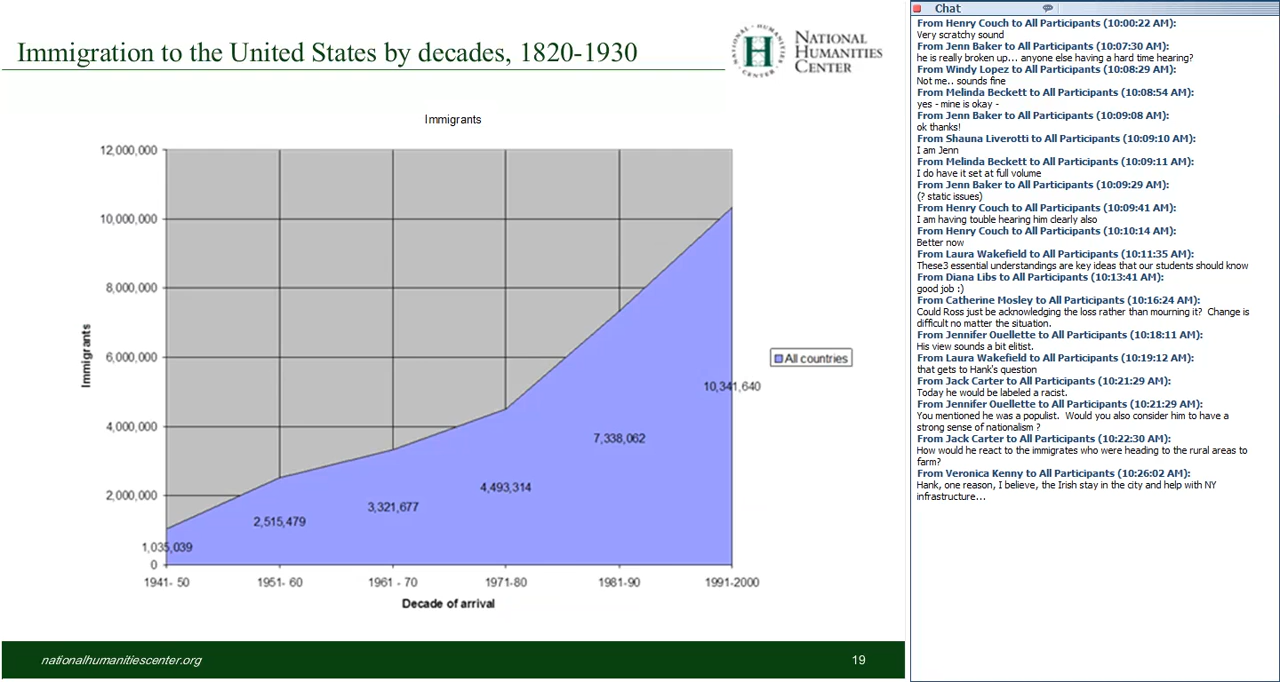 Immigration to the United States by decades, 1820-1930
NATIONAL HUMANITIES CENTER
H
NATIONAL
HUMANITIES
CENTER
Immigrants
12,000,000
10,000,000
8,000,000
6,000,000
4,000,000
2,000,000
0
Immigrants
1,035,039
2,515,479
3,321,677
4,493,314
7,338,062
10,341,640
1941- 50
1951- 60
1961 - 70
1971-80
1981-90
1991-2000
Decade of arrival
All countries
nationalhumanitiescenter.org
19
Chat
From Henry Couch to All Participants (10:00:22 AM):
Very scratchy sound
From Jenn Baker to All Participants (10:07:30 AM):
he is really broken up... anyone else having a hard time hearing?
From Windy Lopez to All Participants (10:08:29 AM):
Not me.. sounds fine
From Melinda Beckett to All Participants (10:08:54 AM):
yes - mine is okay -
From Jenn Baker to All Participants (10:09:08 AM):
ok thanks!
From Shauna Liverotti to All Participants (10:09:10 AM):
I am Jenn
From Melinda Beckett to All Participants (10:09:11 AM):
I do have it set at full volume
From Jenn Baker to All Participants (10:09:29 AM):
(? static issues)
From Henry Couch to All Participants (10:09:41 AM):
I am having touble hearing him clearly also
From Henry Couch to All Participants (10:10:14 AM):
Better now
From Laura Wakefield to All Participants (10:11:35 AM):
These3 essential understandings are key ideas that our students should know
From Diana Libs to All Participants (10:13:41 AM):
good job :)
From Catherine Mosley to All Participants (10:16:24 AM):
Could Ross just be acknowledging the loss rather than mourning it? Change is
difficult no matter the situation.
From Jennifer Ouellette to All Participants (10:18:11 AM):
His view sounds a bit elitist.
From Laura Wakefield to All Participants (10:19:12 AM):
that gets to Hank's question
From Jack Carter to All Participants (10:21:29 AM):
Today he would be labeled a racist.
From Jennifer Ouellette to All Participants (10:21:29 AM):
You mentioned he was a populist. Would you also consider him to have a
strong sense of nationalism ?
From Jack Carter to All Participants (10:22:30 AM):
How would he react to the immigrates who were heading to the rural areas to
farm?
From Veronica Kenny to All Participants (10:26:02 AM):
Hank, one reason, I believe, the Irish stay in the city and help with NY
infrastructure...